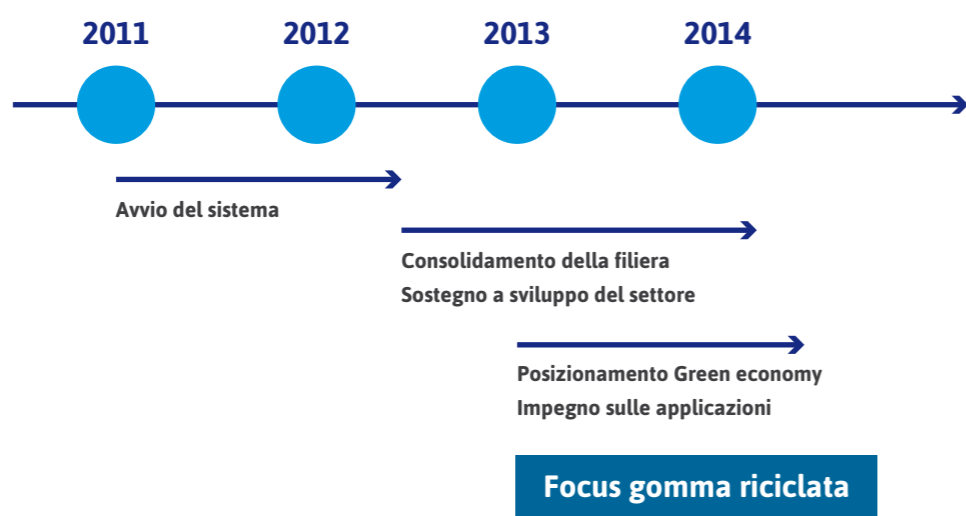 2011 2012 2013 2014
Avvio del sistema
Consolidamento della filiera
Sostegno a sviluppo del settore
Posizionamento Green economy
Impegno sulle applicazioni
Focus gomma riciclata